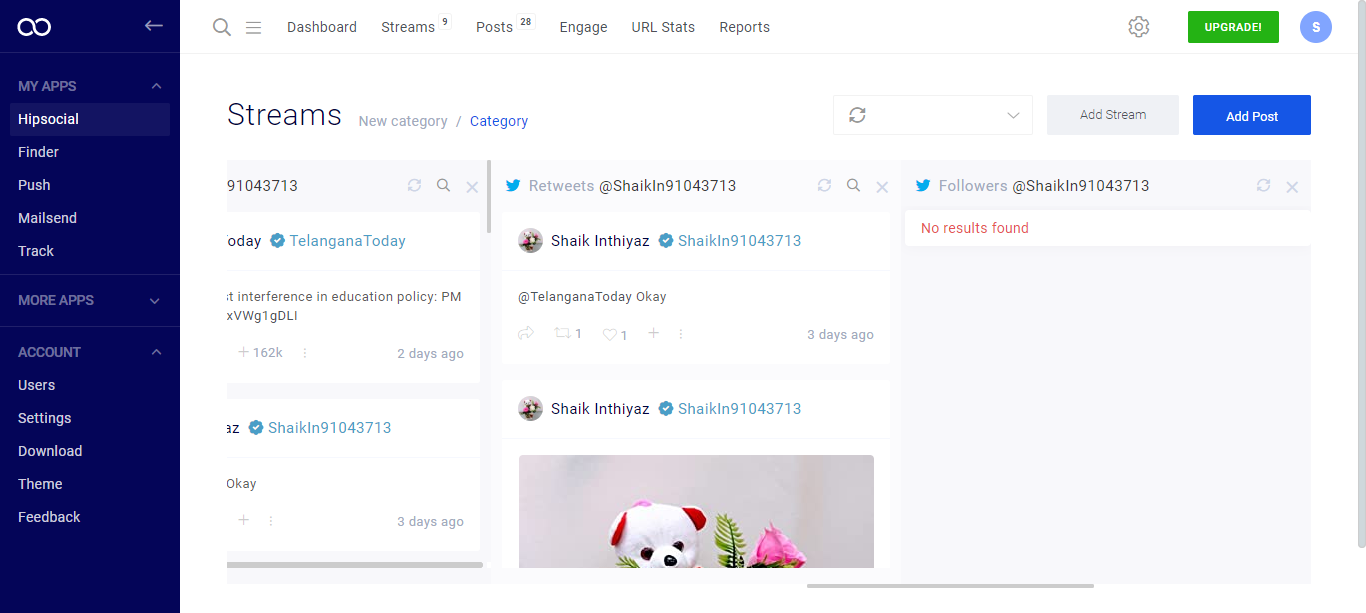 MY APPS
Hipsocial
Finder
Push
Mailsend
Track
MORE APPS
ACCOUNT
Users
Settings
Download
Theme
Feedback
Dashboard Streams 9 Posts 28 Engage URL Stats Reports
UPGRADE! S
Streams New category / Category
Add Stream Add Post
91043713
oday TelanganaToday
st interference in education policy: PM
xVWg1gDLI
162k 2 days ago
az ShaikIn91043713
Okay
3 days ago
Retweets @ShaikIn91043713
Shaik Inthiyaz ShaikIn91043713
@TelanganaToday Okay
1 1 3 days ago
Shaik Inthiyaz ShaikIn91043713
Followers @ShaikIn91043713
No results found